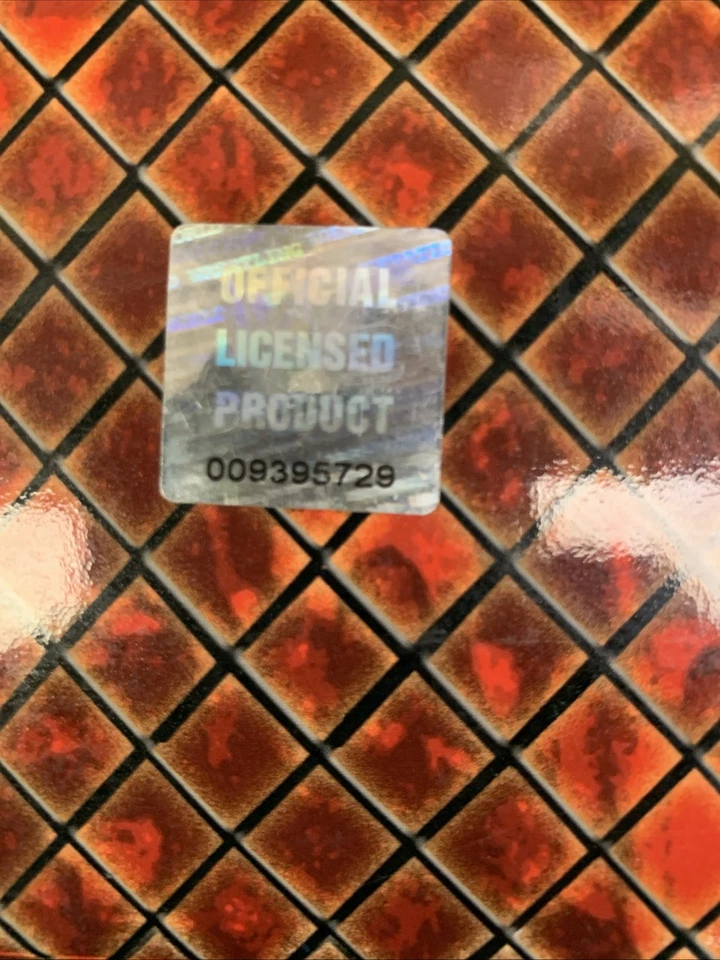 OFFICIAL
LICENSED
PRODUCT
009395729